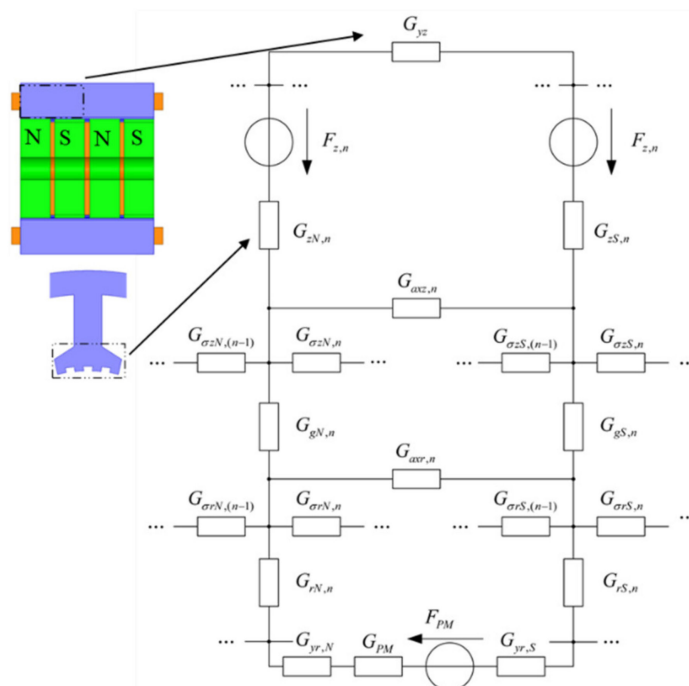 G_yz
... ... ... ...
F_z,n F_z,n
N S N S
G_zN,n G_zS,n
G_axz,n
G_σzN,(n−1) G_σzN,n G_σzS,(n−1) G_σzS,n
... ... ... ...
G_gN,n G_gS,n
G_axr,n
G_σrN,(n−1) G_σrN,n G_σrS,(n−1) G_σrS,n
... ... ... ...
G_rN,n G_rS,n
F_PM
... G_yr,N G_PM G_yr,S ...